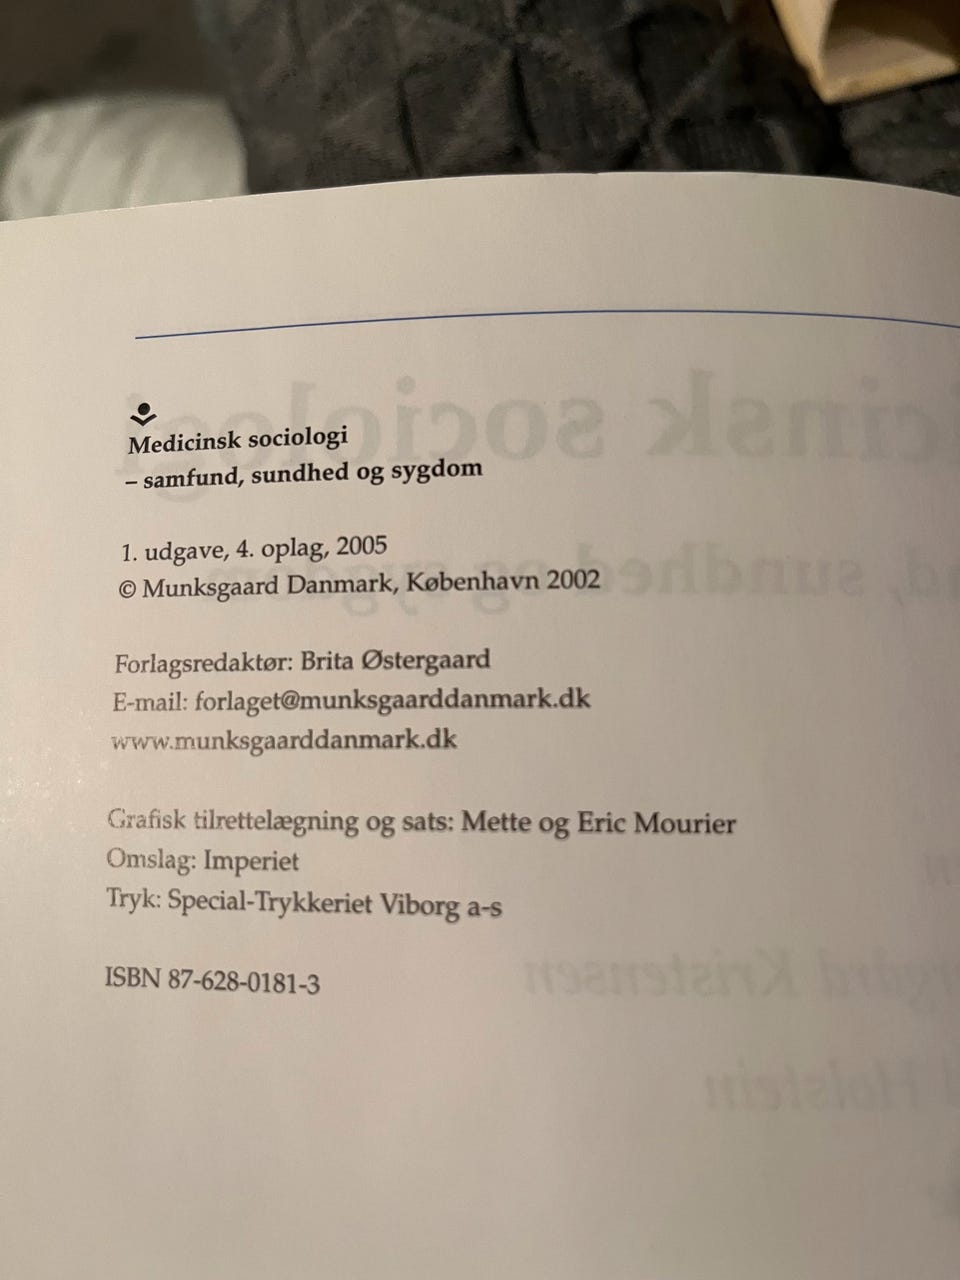 Medicinsk sociologi
– samfund, sundhed og sygdom
1. udgave, 4. oplag, 2005
© Munksgaard Danmark, København 2002
Forlagsredaktør: Brita Østergaard
E-mail: forlaget@munksgaarddanmark.dk
www.munksgaarddanmark.dk
Grafisk tilrettelægning og sats: Mette og Eric Mourier
Omslag: Imperiet
Tryk: Special-Trykkeriet Viborg a-s
ISBN 87-628-0181-3